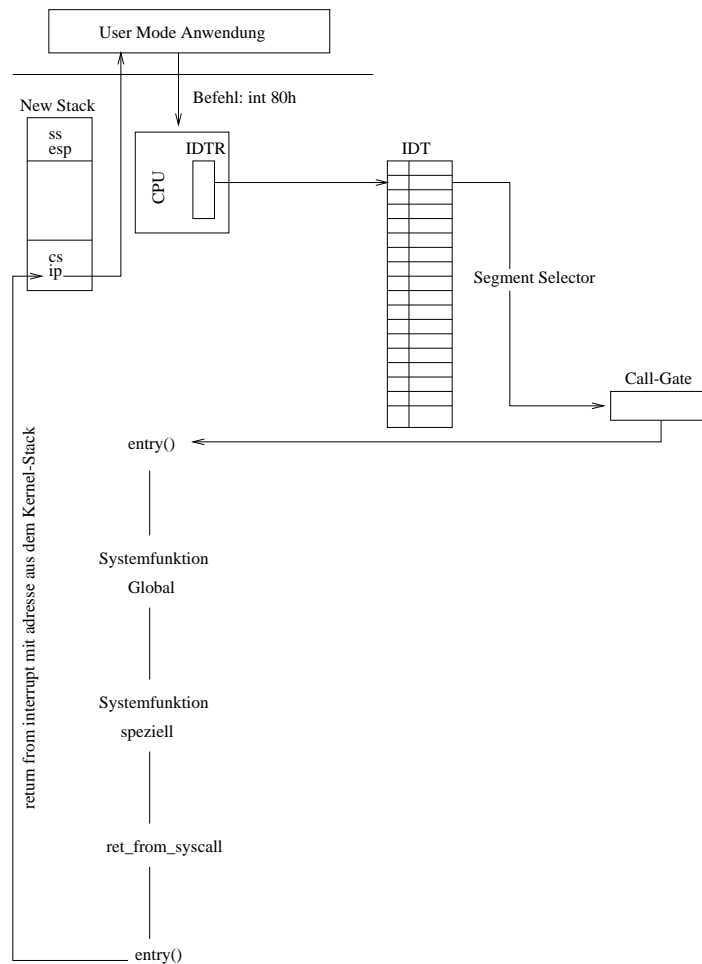 User Mode Anwendung
Befehl: int 80h
New Stack
ss
esp
cs
ip
IDTR
CPU
IDT
Segment Selector
Call-Gate
entry()
Systemfunktion
Global
Systemfunktion
speziell
ret_from_syscall
entry()
return from interrupt mit adresse aus dem Kernel-Stack